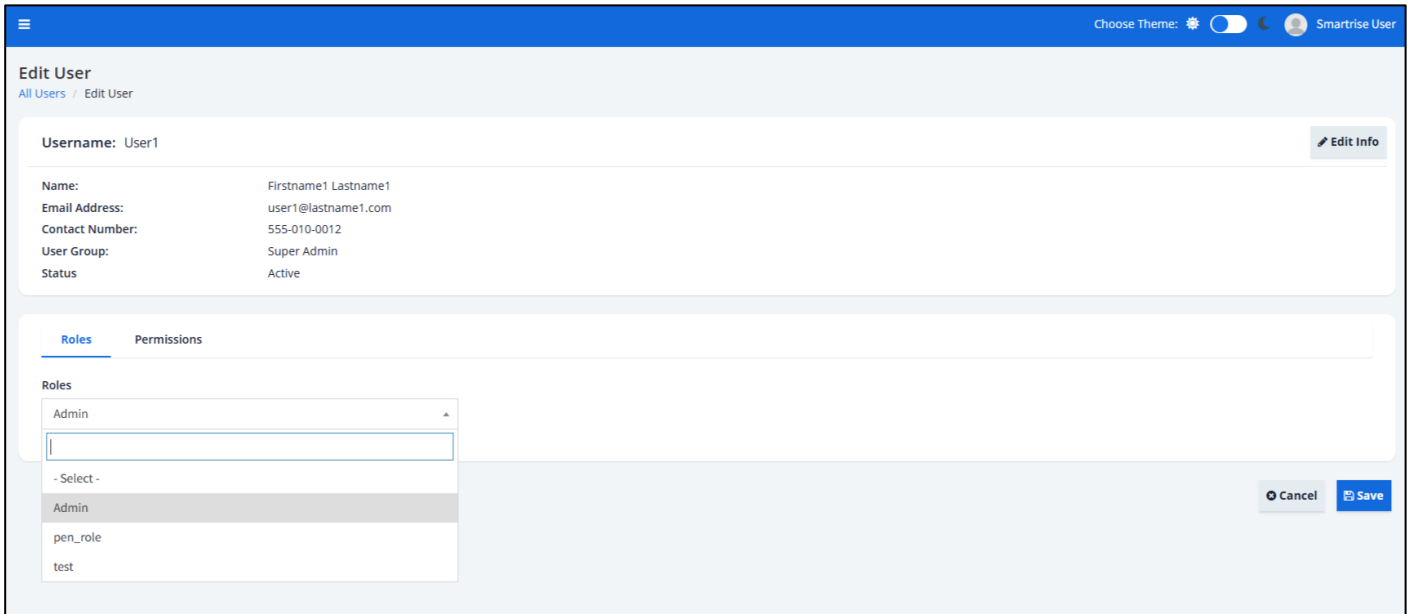 Choose Theme: Smartrise User
Edit User
All Users / Edit User
Username: User1 Edit Info
Name: Firstname1 Lastname1
Email Address: user1@lastname1.com
Contact Number: 555-010-0012
User Group: Super Admin
Status Active
Roles Permissions
Roles
Admin
- Select -
Admin
pen_role
test
Cancel Save